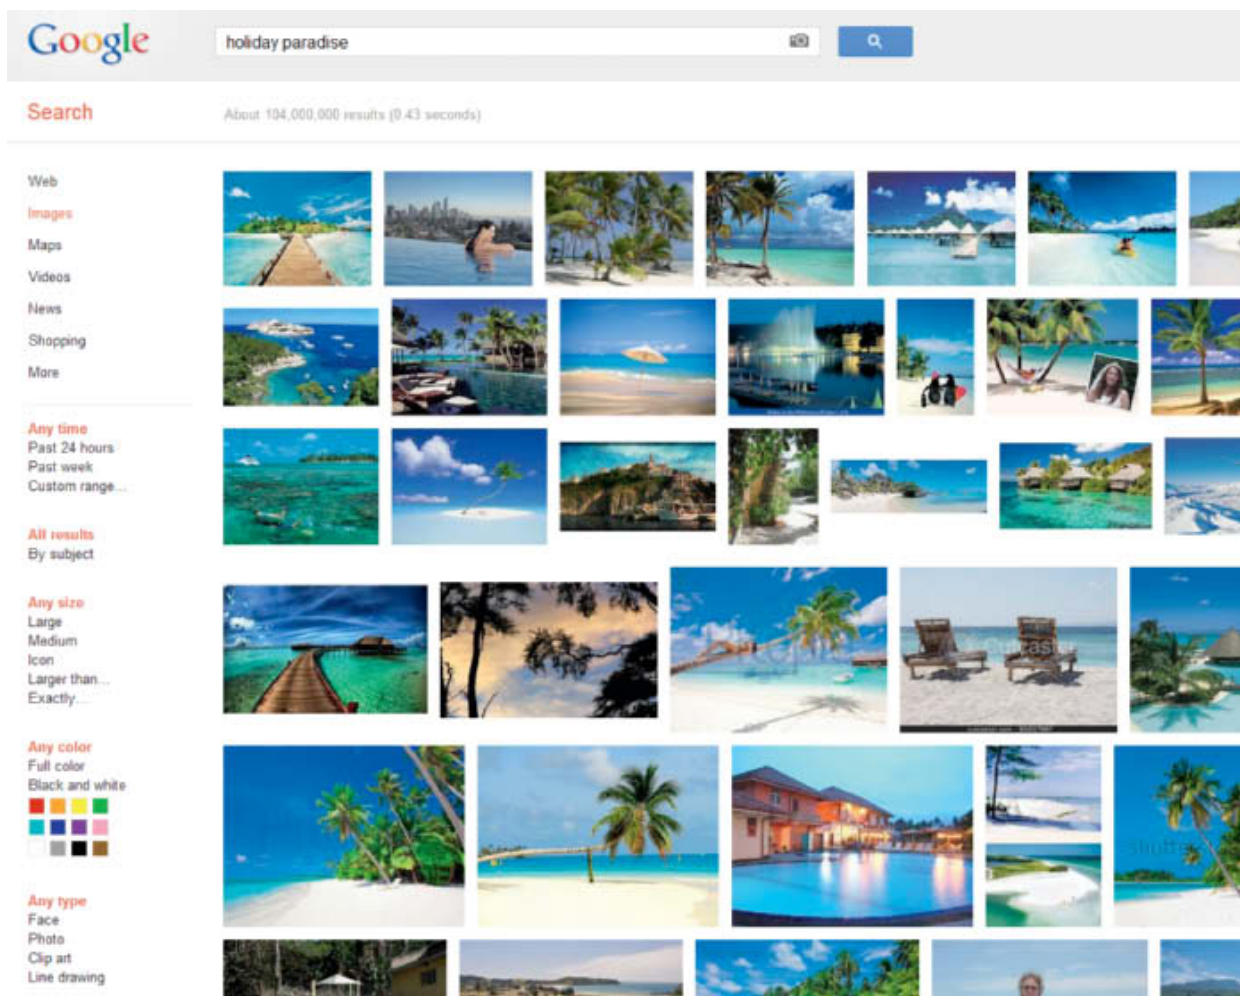 Google
holiday paradise
Search
About 104,000,000 results (0.43 seconds)
Web
Images
Maps
Videos
News
Shopping
More
Any time
Past 24 hours
Past week
Custom range...
All results
By subject
Any size
Large
Medium
Icon
Larger than...
Exactly...
Any color
Full color
Black and white
Any type
Face
Photo
Clip art
Line drawing